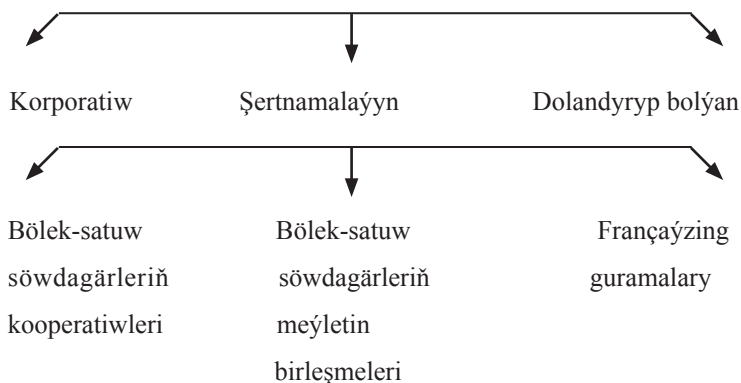 Korporatiw Şertnamalaýyn Dolandyryp bolýan
Bölek-satuw
söwdagärleriň
kooperatiwleri
Bölek-satuw
söwdagärleriň
meýletin
birleşmeleri
Françaýzing
guramalary